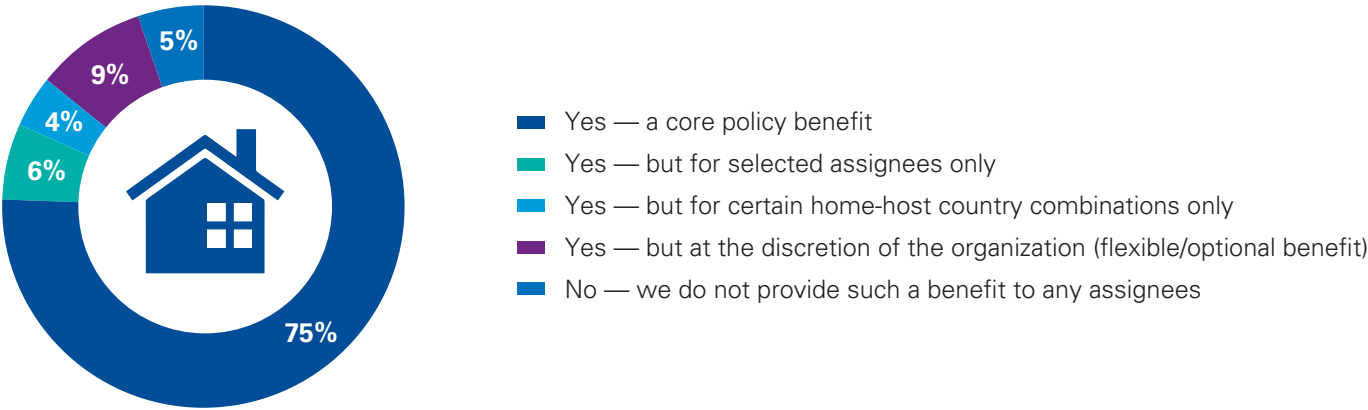 5%
9%
4%
6%
75%
Yes — a core policy benefit
Yes — but for selected assignees only
Yes — but for certain home-host country combinations only
Yes — but at the discretion of the organization (flexible/optional benefit)
No — we do not provide such a benefit to any assignees